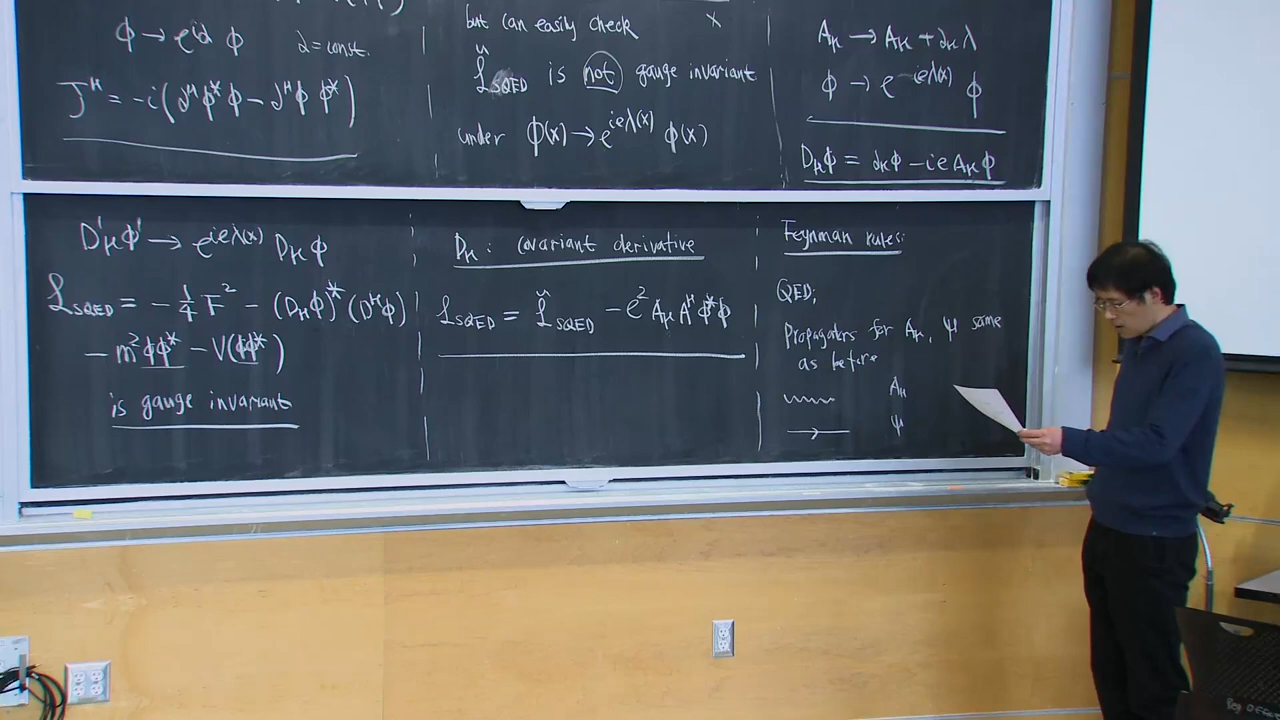 ϕ → e^{iα} ϕ    α = const.
J^μ = -i(∂^μϕ* ϕ - ∂^μϕ ϕ*)
but can easily check
x
L̃_SQED is not gauge invariant
under ϕ(x) → e^{ieλ(x)} ϕ(x)
A_μ → A_μ + ∂_μ λ
ϕ → e^{ieλ(x)} ϕ
D_μϕ = ∂_μϕ - ieA_μϕ
D'_μϕ' → e^{ieλ(x)} D_μϕ
L_SQED = -1/4 F² - (D_μϕ)*(D^μϕ)
- m²ϕϕ* - V(ϕϕ*)
is gauge invariant
D_μ: covariant derivative
L_SQED = L̃_SQED - e² A_μ A^μ ϕ*ϕ
Feynman rules:
QED:
Propagators for A_μ, ψ same
as before
A_μ
ψ